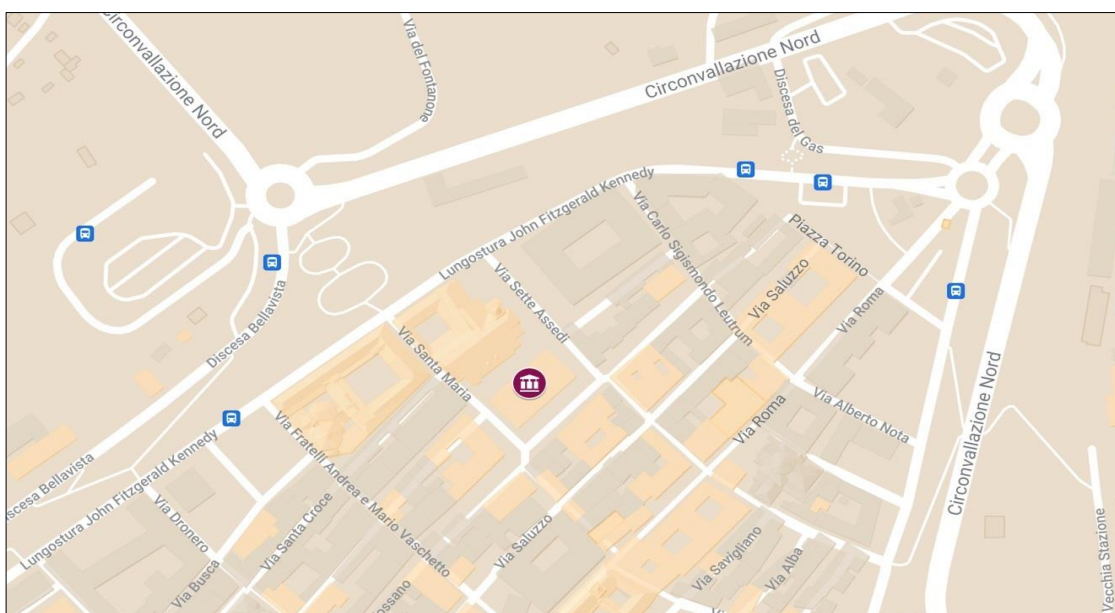 Circonvallazione Nord
Via del Fontanone
Circonvallazione Nord
Discesa del Gas
Lungostura John Fitzgerald Kennedy
Via Carlo Sigismondo Leutrum
Piazza Torino
Via Saluzzo
Via Roma
Via Sette Assedi
Discesa Bellavista
Via Santa Maria
Via Alberto Nota
Via Roma
Circonvallazione Nord
Discesa Bellavista
Lungostura John Fitzgerald Kennedy
Via Fratelli Andrea e Mario Vaschetto
Via Dronero
Via Santa Croce
Via Busca
Via Saluzzo
ossano
Via Savigliano
Via Alba
Vecchia Stazione